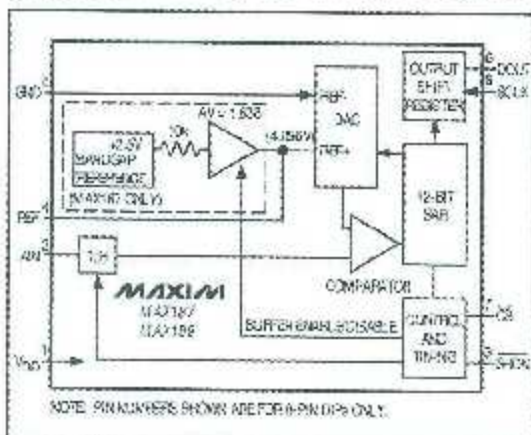 GND
REF-
DAC
REF+
AV = 1.638
10k
+2.5V
BANDGAP
REFERENCE
(MAX187 ONLY)
(4.096V)
OUTPUT
SHIFT
REGISTER
DOUT
SCLK
12-BIT
SAR
REF
AIN
T/H
COMPARATOR
MAXIM
MAX187
MAX189
BUFFER ENABLE/DISABLE
CONTROL
AND
TIMING
CS
SHDN
VDD 1
NOTE: PIN NUMBERS SHOWN ARE FOR 8-PIN DIPs ONLY.